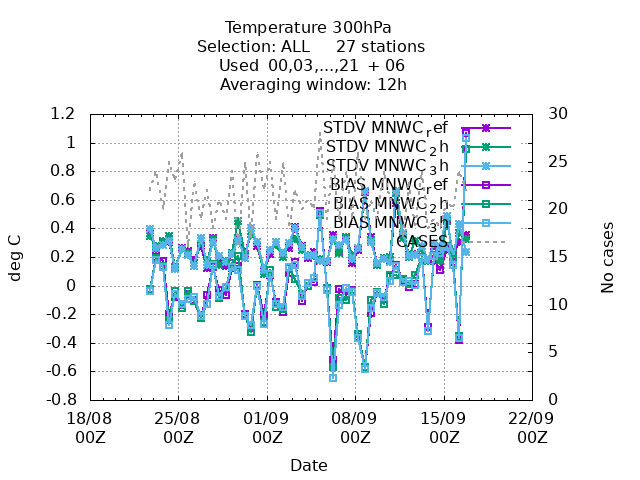 Temperature 300hPa
Selection: ALL     27 stations
Used  00,03,...,21  + 06
Averaging window: 12h
1.2
1
0.8
0.6
0.4
0.2
0
-0.2
-0.4
-0.6
-0.8
30
25
20
15
10
5
0
STDV MNWC_ref
STDV MNWC_2h
STDV MNWC_3h
BIAS MNWC_ref
BIAS MNWC_2h
BIAS MNWC_3h
CASES
deg C
No cases
18/08 25/08 01/09 08/09 15/09 22/09
00Z 00Z 00Z 00Z 00Z 00Z
Date